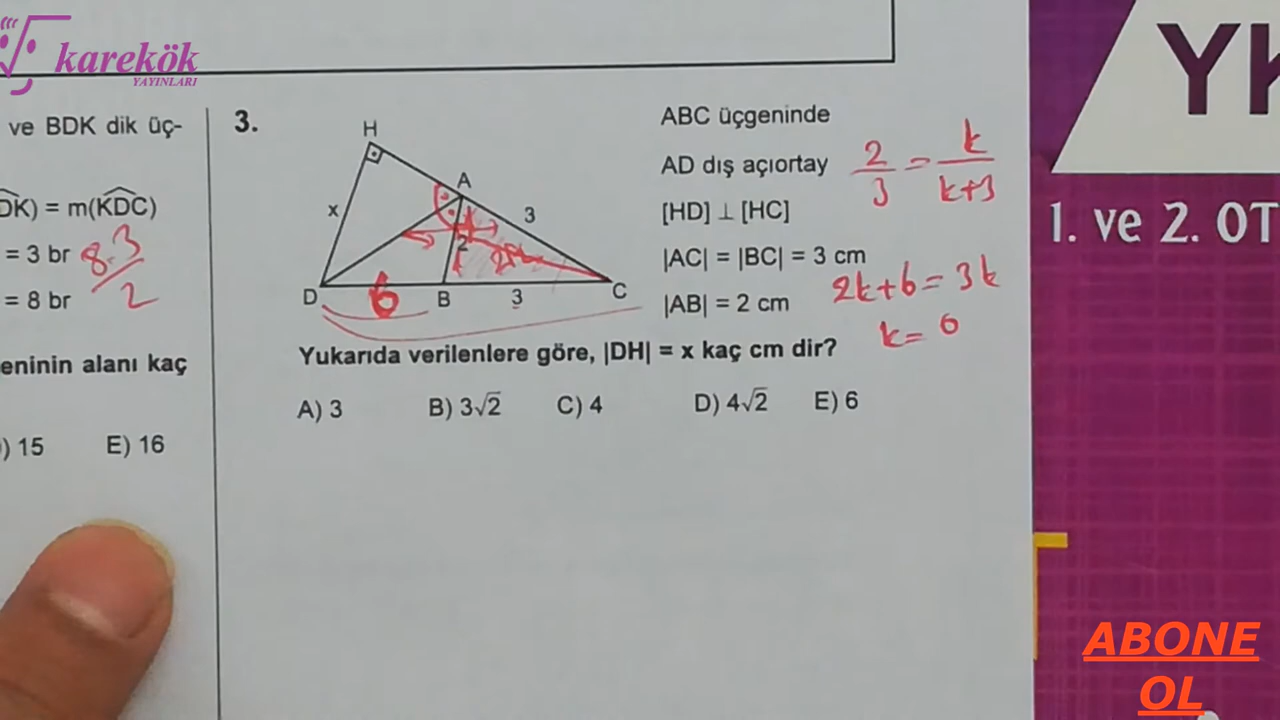 karekök
YAYINLARI
YK
1. ve 2. OT
ve BDK dik üç-
DK) = m(KDC)
= 3 br
8.3
2
= 8 br
eninin alanı kaç
) 15 E) 16
3.
H
A
x
3
2
D
6
B
3
C
ABC üçgeninde
AD dış açıortay
[HD] ⊥ [HC]
|AC| = |BC| = 3 cm
|AB| = 2 cm
2/3 = k/k+3
2k+6 = 3k
k = 6
Yukarıda verilenlere göre, |DH| = x kaç cm dir?
A) 3 B) 3√2 C) 4 D) 4√2 E) 6
ABONE
OL